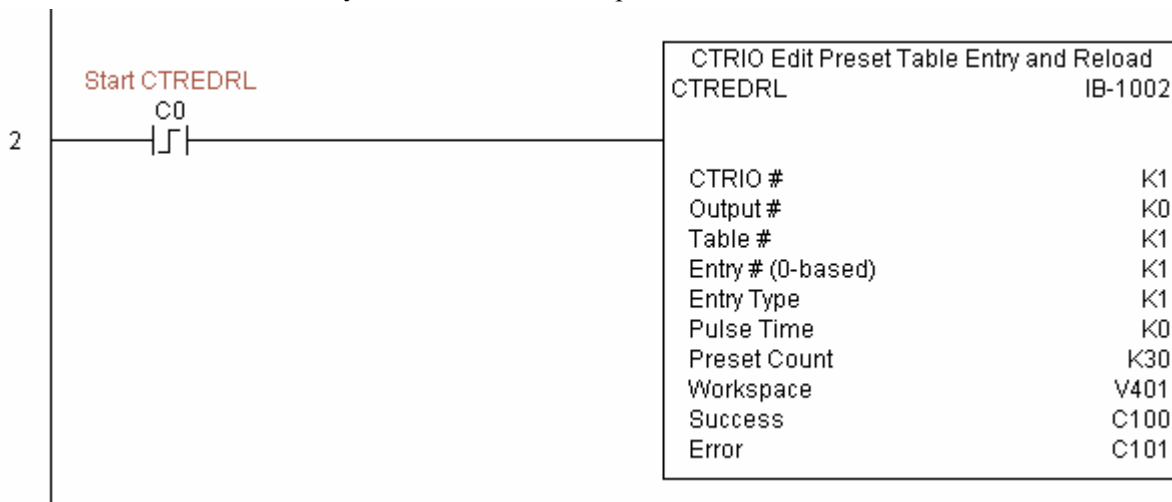 CTRIO Edit Preset Table Entry and Reload
CTREDRL IB-1002
Start CTREDRL
C0
2
CTRIO # K1
Output # K0
Table # K1
Entry # (0-based) K1
Entry Type K1
Pulse Time K0
Preset Count K30
Workspace V401
Success C100
Error C101